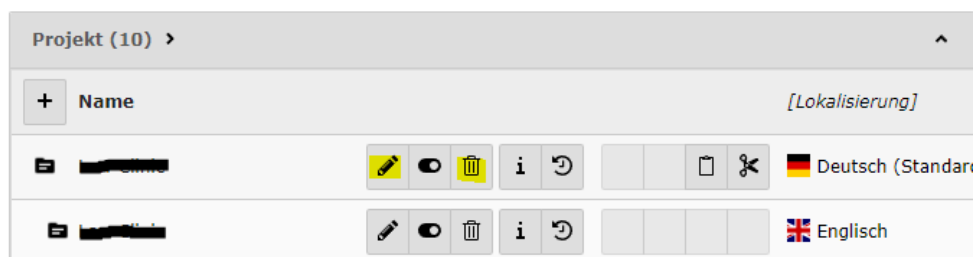 Projekt (10)
Name [Lokalisierung]
Deutsch (Standard
Englisch